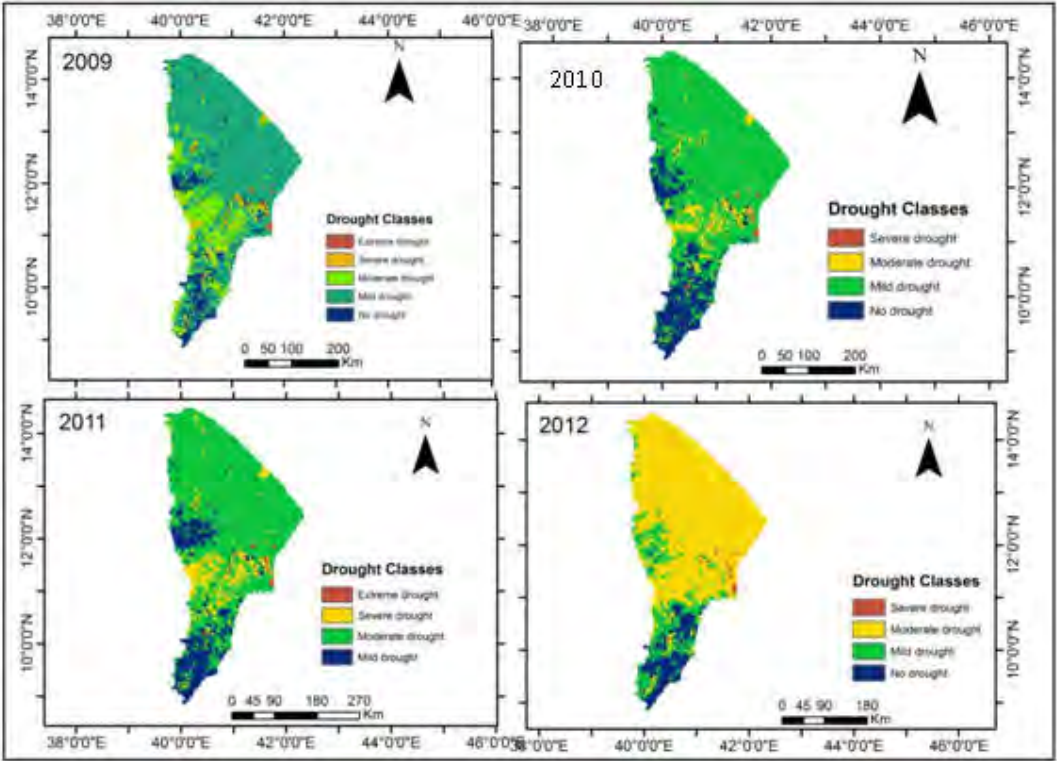 38°0'0"E 40°0'0"E 42°0'0"E 44°0'0"E 46°0'0"E
40°0'0"E 42°0'0"E 44°0'0"E 46°0'0"E
2009
N
14°0'0"N
12°0'0"N
10°0'0"N
Drought Classes
Extreme drought
Severe drought
Moderate drought
Mild drought
No drought
0 50 100 200
Km
2010
N
14°0'0"N
12°0'0"N
10°0'0"N
Drought Classes
Severe drought
Moderate drought
Mild drought
No drought
0 50 100 200
Km
2011
N
14°0'0"N
12°0'0"N
10°0'0"N
Drought Classes
Extreme drought
Severe drought
Moderate drought
Mild drought
0 45 90 180 270
Km
2012
N
14°0'0"N
12°0'0"N
10°0'0"N
Drought Classes
Severe drought
Moderate drought
Mild drought
No drought
0 45 90 180
Km
38°0'0"E 40°0'0"E 42°0'0"E 44°0'0"E 46°0'0"E
38°0'0"E 40°0'0"E 42°0'0"E 44°0'0"E 46°0'0"E